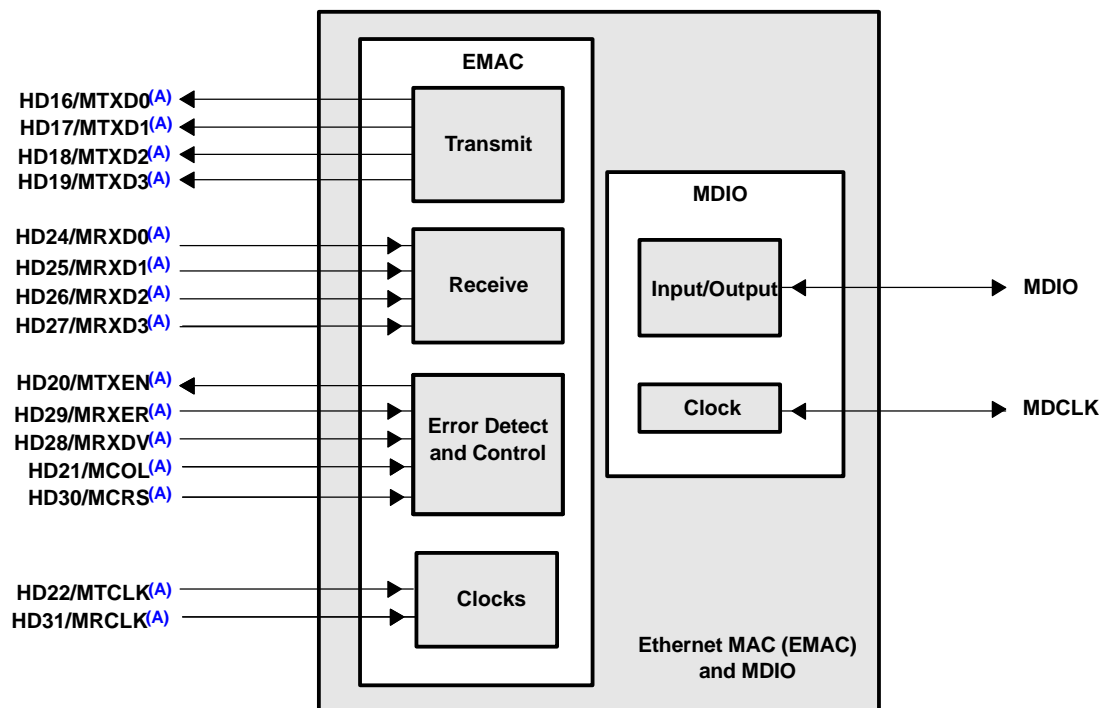 EMAC
HD16/MTXD0(A)
HD17/MTXD1(A)
HD18/MTXD2(A)
HD19/MTXD3(A)
Transmit
HD24/MRXD0(A)
HD25/MRXD1(A)
HD26/MRXD2(A)
HD27/MRXD3(A)
Receive
HD20/MTXEN(A)
HD29/MRXER(A)
HD28/MRXDV(A)
HD21/MCOL(A)
HD30/MCRS(A)
Error Detect
and Control
HD22/MTCLK(A)
HD31/MRCLK(A)
Clocks
MDIO
Input/Output
MDIO
Clock
MDCLK
Ethernet MAC (EMAC)
and MDIO